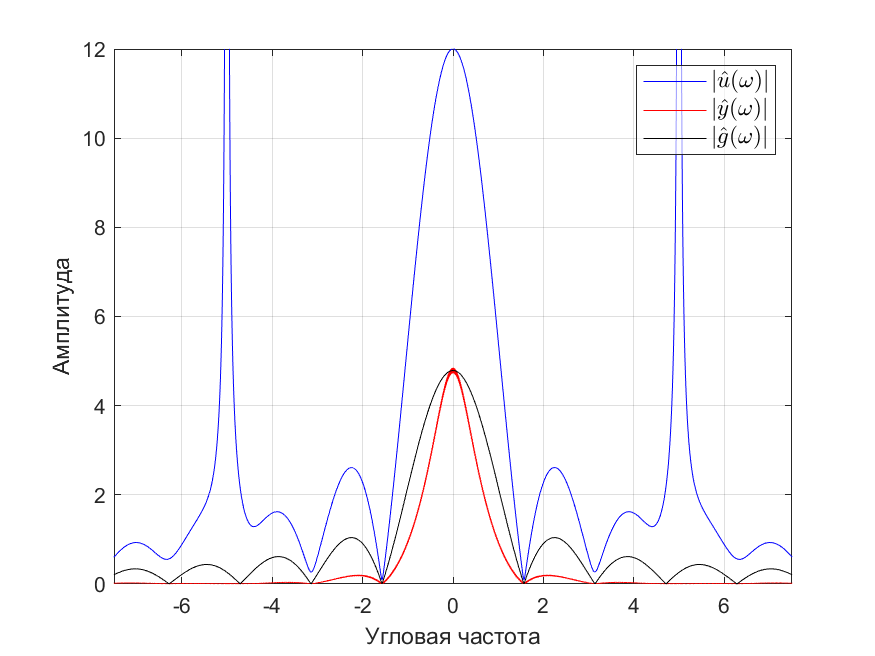 12
10
8
6
4
2
0
Амплитуда
|û(ω)|
|ŷ(ω)|
|ĝ(ω)|
-6 -4 -2 0 2 4 6
Угловая частота